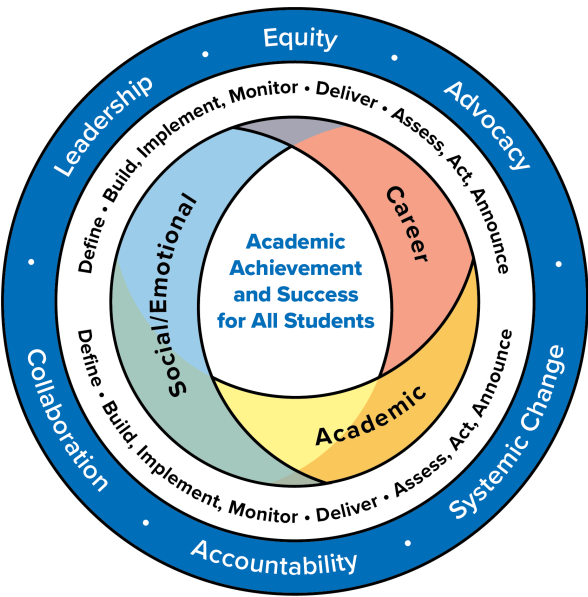 Equity
Advocacy
Systemic Change
Accountability
Collaboration
Leadership
Define • Build, Implement, Monitor • Deliver • Assess, Act, Announce
Social/Emotional
Career
Academic
Academic
Achievement
and Success
for All Students
Define • Build, Implement, Monitor • Deliver • Assess, Act, Announce